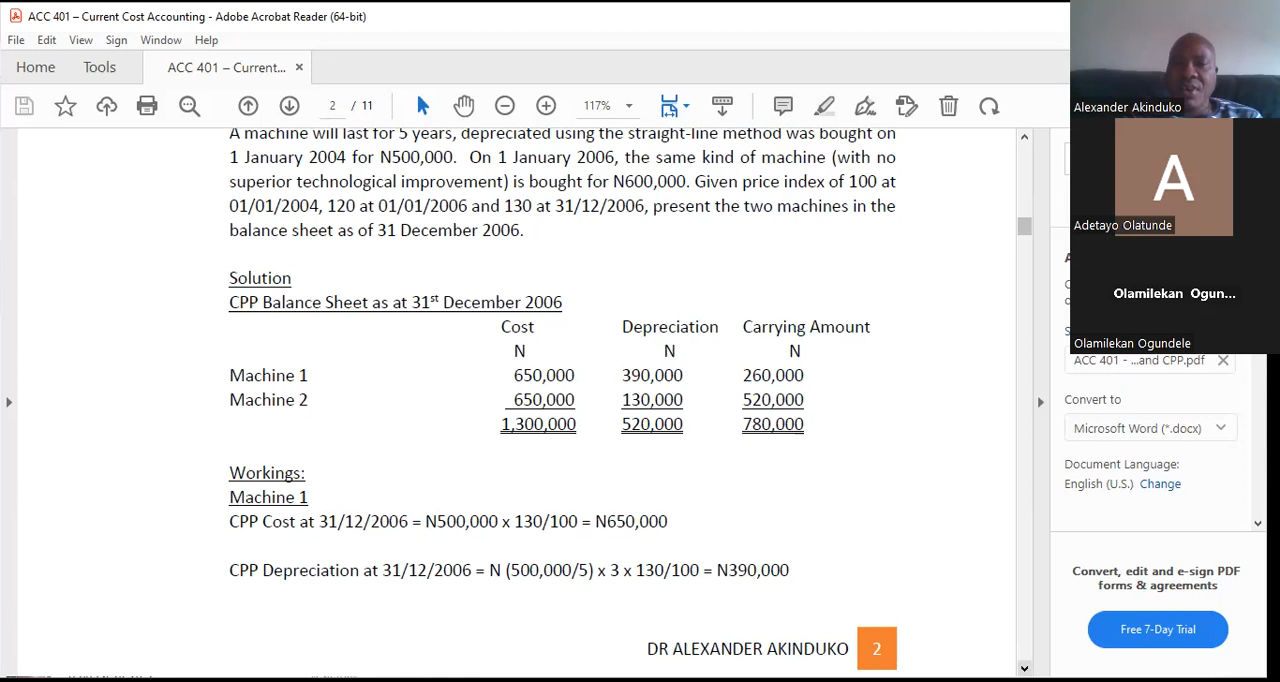 ACC 401 – Current Cost Accounting - Adobe Acrobat Reader (64-bit)
File Edit View Sign Window Help
Home Tools ACC 401 – Current... ×
2 / 11 117%
A machine will last for 5 years, depreciated using the straight-line method was bought on
1 January 2004 for N500,000. On 1 January 2006, the same kind of machine (with no
superior technological improvement) is bought for N600,000. Given price index of 100 at
01/01/2004, 120 at 01/01/2006 and 130 at 31/12/2006, present the two machines in the
balance sheet as of 31 December 2006.
Solution
CPP Balance Sheet as at 31st December 2006
Cost Depreciation Carrying Amount
N N N
Machine 1 650,000 390,000 260,000
Machine 2 650,000 130,000 520,000
1,300,000 520,000 780,000
Workings:
Machine 1
CPP Cost at 31/12/2006 = N500,000 x 130/100 = N650,000
CPP Depreciation at 31/12/2006 = N (500,000/5) x 3 x 130/100 = N390,000
DR ALEXANDER AKINDUKO 2
Alexander Akinduko
A
Adetayo Olatunde
Olamilekan Ogun...
Olamilekan Ogundele
ACC 401 - ...and CPP.pdf
Convert to
Microsoft Word (*.docx)
Document Language:
English (U.S.) Change
Convert, edit and e-sign PDF
forms & agreements
Free 7-Day Trial